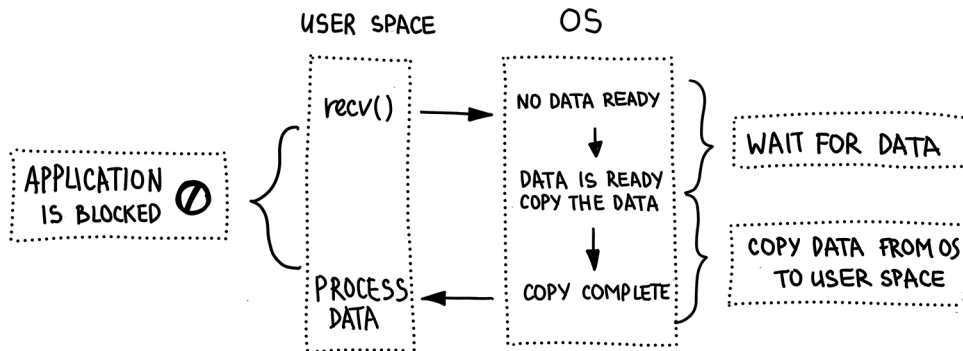 USER SPACE
OS
recv()
NO DATA READY
DATA IS READY
COPY THE DATA
COPY COMPLETE
PROCESS
DATA
APPLICATION
IS BLOCKED
WAIT FOR DATA
COPY DATA FROM OS
TO USER SPACE